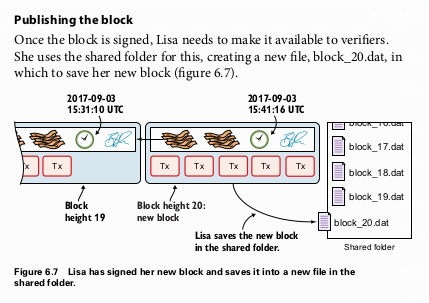 Publishing the block
Once the block is signed, Lisa needs to make it available to verifiers.
She uses the shared folder for this, creating a new file, block_20.dat, in
which to save her new block (figure 6.7).
2017-09-03
15:31:10 UTC
2017-09-03
15:41:16 UTC
block_16.dat
block_17.dat
block_18.dat
block_19.dat
block_20.dat
Tx Tx Tx Tx Tx Tx
Block
height 19
Block height 20:
new block
Lisa saves the new block
in the shared folder.
Shared folder
Figure 6.7 Lisa has signed her new block and saves it into a new file in the
shared folder.